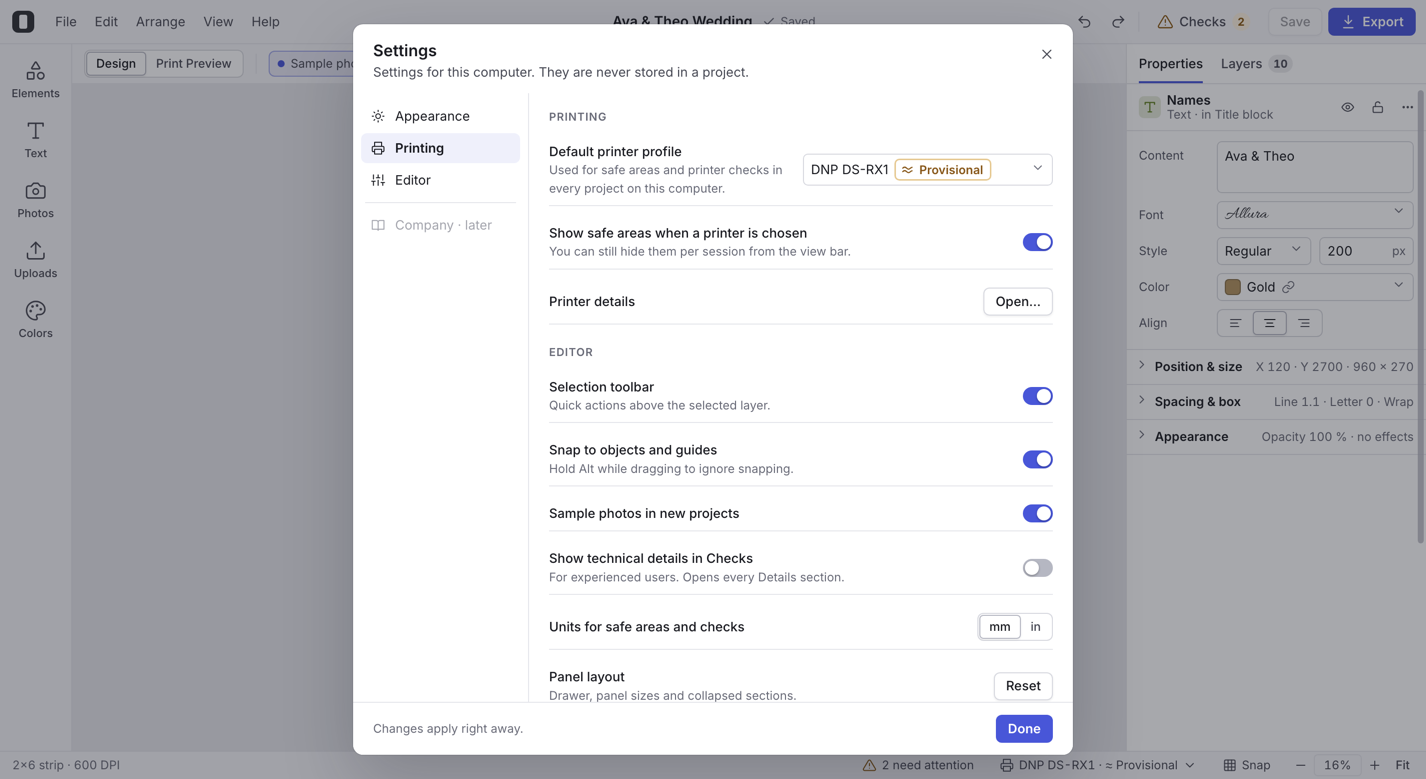 File Edit Arrange View Help
Ava & Theo Wedding Saved
Checks 2 Save Export
Elements
Text
Photos
Uploads
Colors
Design Print Preview
Sample pho
Settings
Settings for this computer. They are never stored in a project.
Appearance
Printing
Editor
Company · later
PRINTING
Default printer profile
Used for safe areas and printer checks in
every project on this computer.
DNP DS-RX1 ≈ Provisional
Show safe areas when a printer is chosen
You can still hide them per session from the view bar.
Printer details
Open...
EDITOR
Selection toolbar
Quick actions above the selected layer.
Snap to objects and guides
Hold Alt while dragging to ignore snapping.
Sample photos in new projects
Show technical details in Checks
For experienced users. Opens every Details section.
Units for safe areas and checks
mm in
Panel layout
Drawer, panel sizes and collapsed sections.
Reset
Changes apply right away.
Done
Properties Layers 10
T Names
Text · in Title block
Content Ava & Theo
Font Allura
Style Regular 200 px
Color Gold
Align
Position & size X 120 · Y 2700 · 960 × 270
Spacing & box Line 1.1 · Letter 0 · Wrap
Appearance Opacity 100 % · no effects
2×6 strip · 600 DPI
2 need attention
DNP DS-RX1 · ≈ Provisional
Snap
16%
Fit